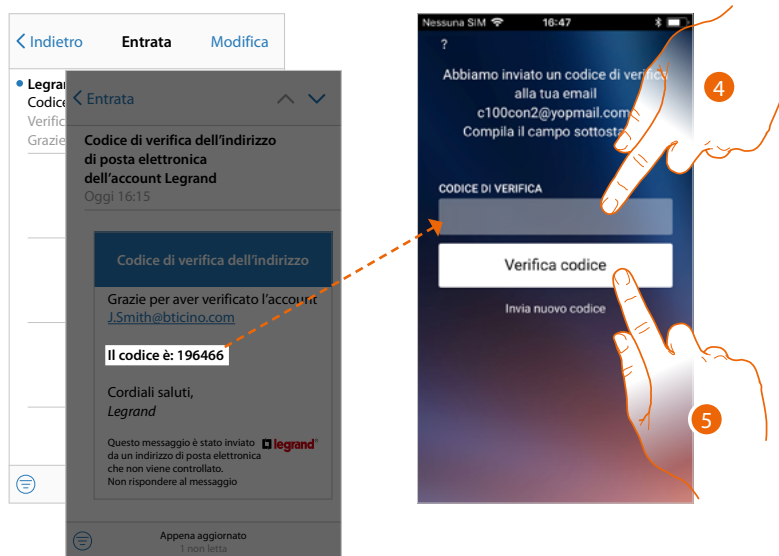 Indietro
Entrata
Modifica
Codice
Grazie
Entrata
Codice di verifica dell'indirizzo
di posta elettronica
dell'account Legrand
Oggi 16:15
Codice di verifica dell'indirizzo
Grazie per aver verificato l'account
J.Smith@bticino.com
Il codice è: 196466
Cordiali saluti,
Legrand
Questo messaggio è stato inviato
da un indirizzo di posta elettronica
che non viene controllato.
Non rispondere al messaggio
legrand®
Appena aggiornato
1 non letta
Nessuna SIM
16:47
?
Abbiamo inviato un codice di verifica
alla tua email
c100con2@yopmail.com
Compila il campo
CODICE DI VERIFICA
Verifica codice
Invia nuovo codice
4
5